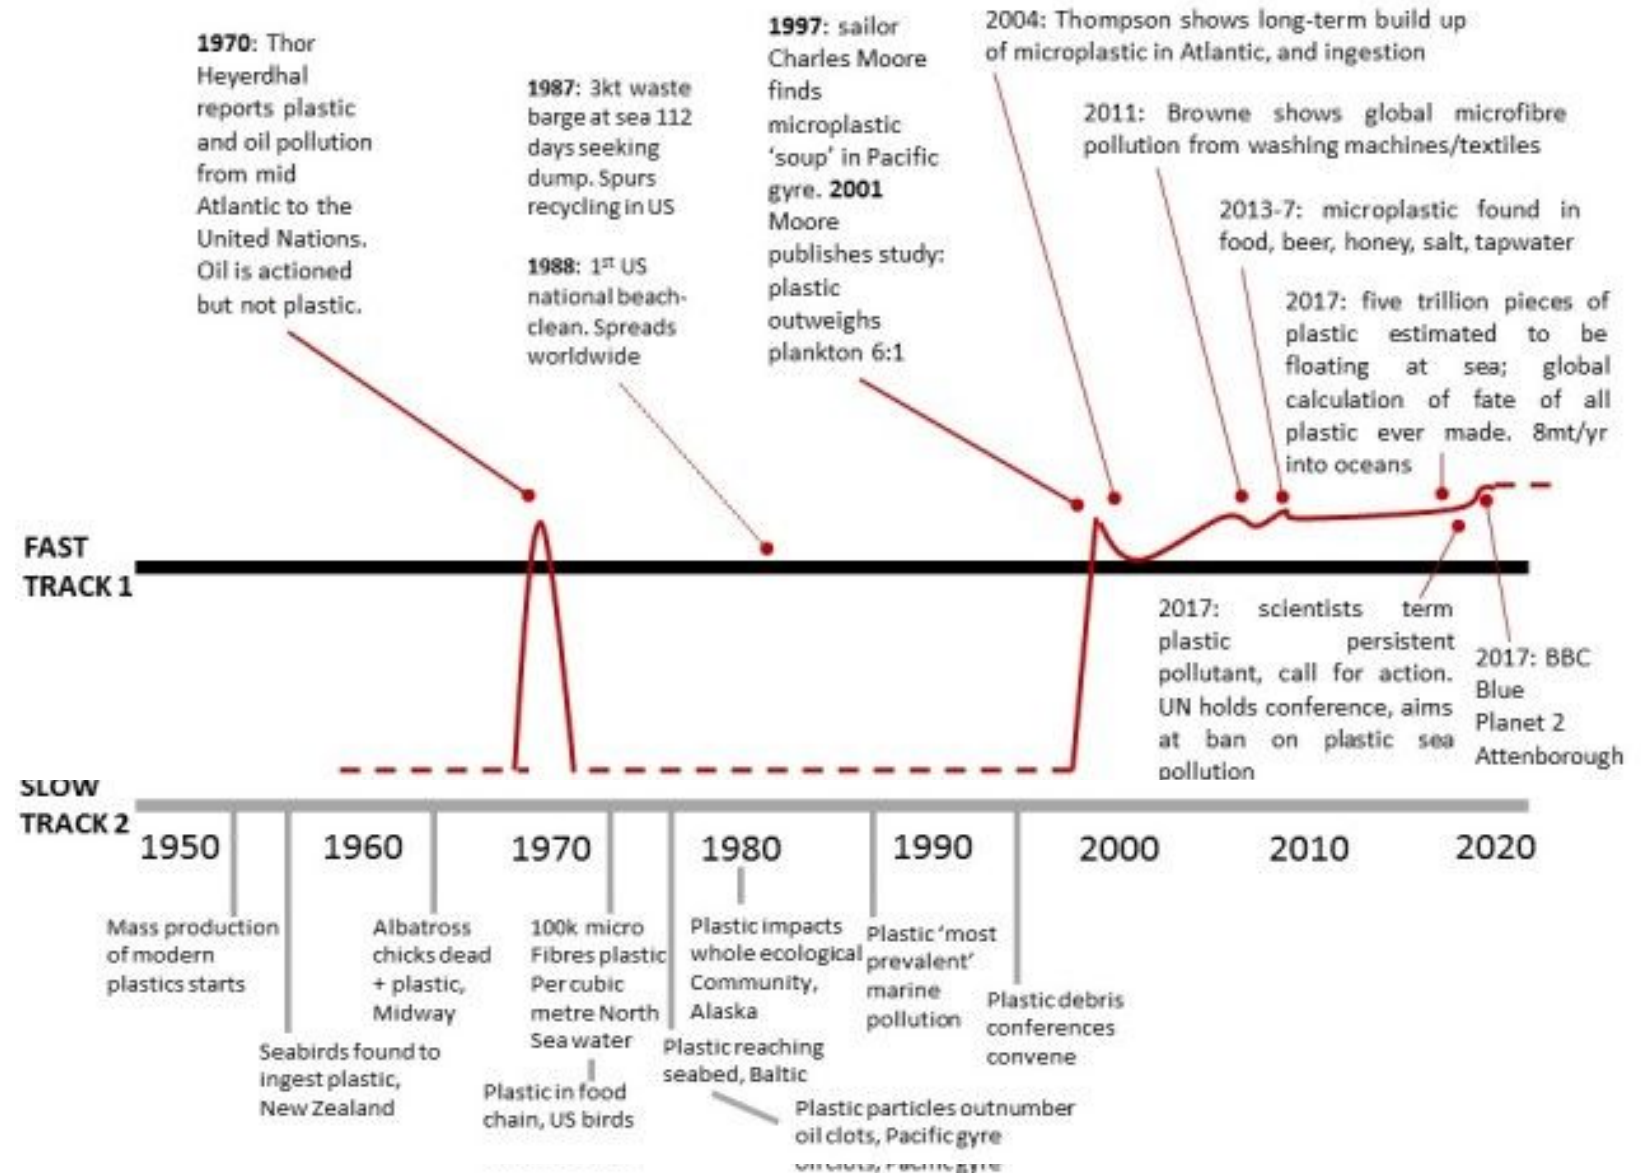 1970: Thor
Heyerdhal
reports plastic
and oil pollution
from mid
Atlantic to the
United Nations.
Oil is actioned
but not plastic.
1987: 3kt waste
barge at sea 112
days seeking
dump. Spurs
recycling in US
1988: 1st US
national beach-
clean. Spreads
worldwide
1997: sailor
Charles Moore
finds
microplastic
‘soup’ in Pacific
gyre. 2001
Moore
publishes study:
plastic
outweighs
plankton 6:1
2004: Thompson shows long-term build up
of microplastic in Atlantic, and ingestion
2011: Browne shows global microfibre
pollution from washing machines/textiles
2013-7: microplastic found in
food, beer, honey, salt, tapwater
2017: five trillion pieces of
plastic estimated to be
floating at sea; global
calculation of fate of all
plastic ever made. 8mt/yr
into oceans
FAST
TRACK 1
2017: scientists term
plastic persistent
pollutant, call for action.
UN holds conference, aims
at ban on plastic sea
pollution
2017: BBC
Blue
Planet 2
Attenborough
SLOW
TRACK 2
1950 1960 1970 1980 1990 2000 2010 2020
Mass production
of modern
plastics starts
Seabirds found to
ingest plastic,
New Zealand
Albatross
chicks dead
+ plastic,
Midway
100k micro
Fibres plastic
Per cubic
metre North
Sea water
Plastic in food
chain, US birds
Plastic impacts
whole ecological
Community,
Alaska
Plastic reaching
seabed, Baltic
Plastic particles outnumber
oil clots, Pacific gyre
oil clots, Pacific gyre
Plastic ‘most
prevalent’
marine
pollution
Plastic debris
conferences
convene